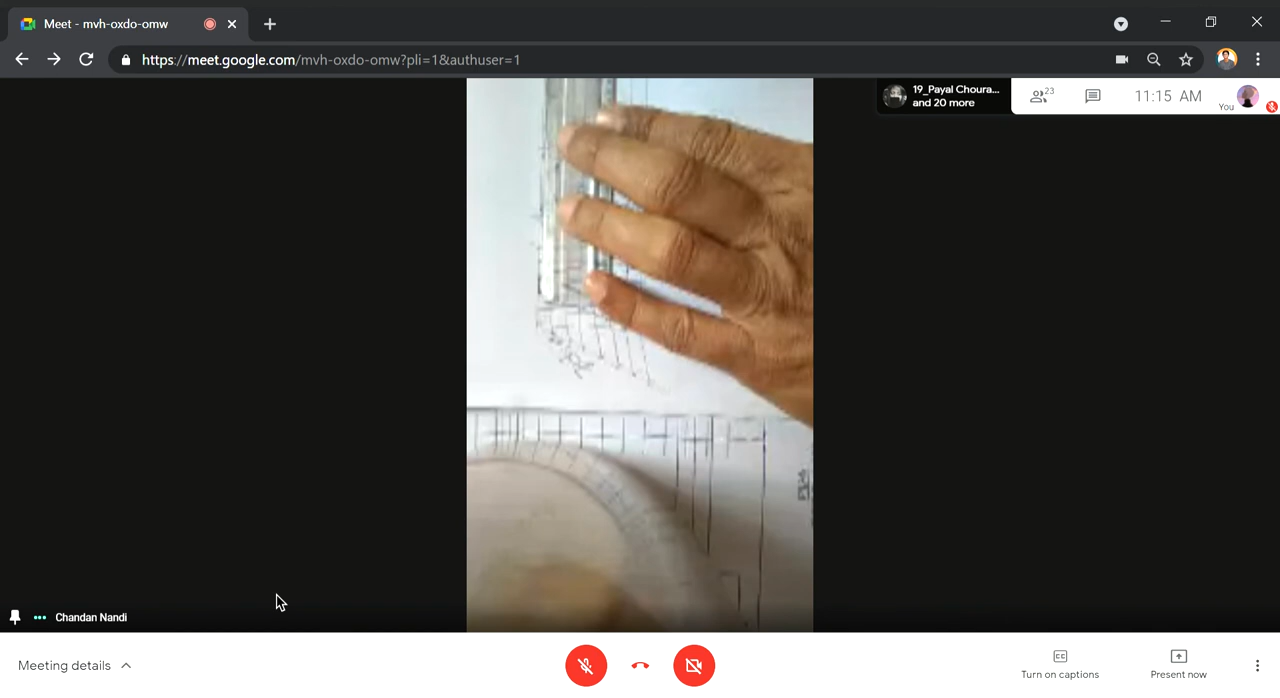 Meet - mvh-oxdo-omw
https://meet.google.com/mvh-oxdo-omw?pli=1&authuser=1
19_Payal Choura...
and 20 more
23
11:15 AM
You
Chandan Nandi
Meeting details
CC
Turn on captions
Present now